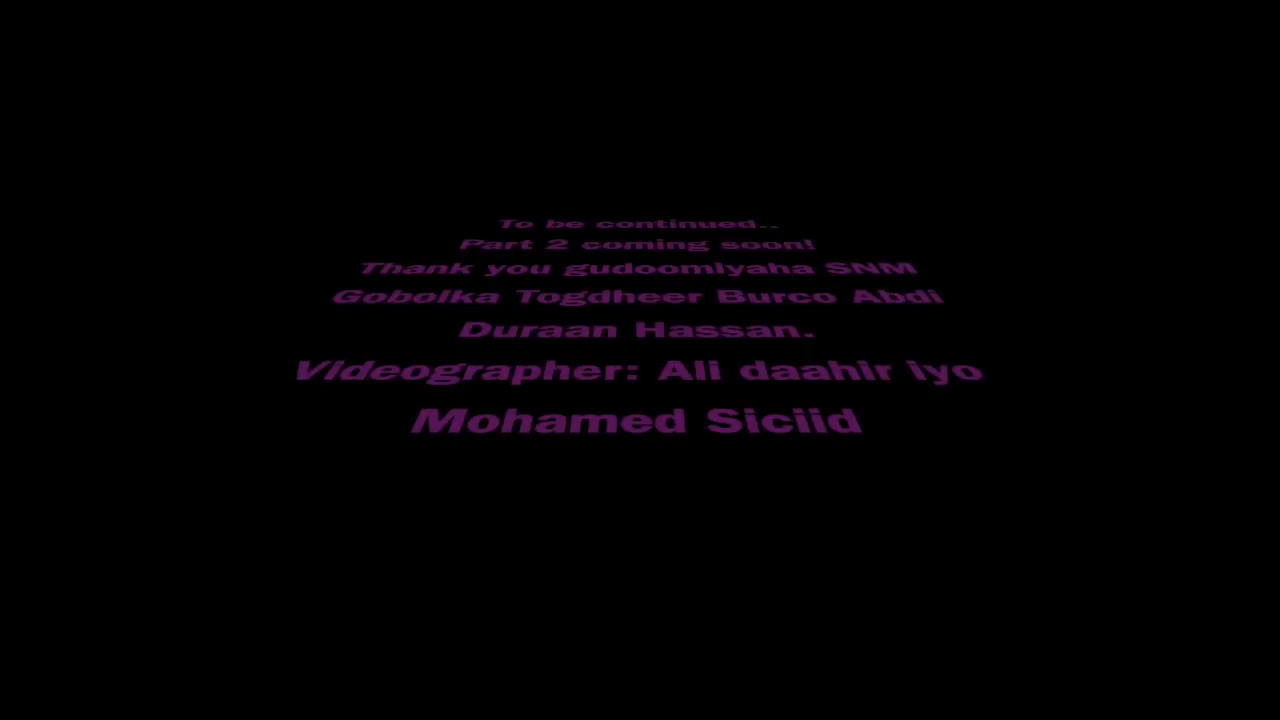 To be continued..
Part 2 coming soon!
Thank you gudoomiyaha SNM
Gobolka Togdheer Burco Abdi
Duraan Hassan.
Videographer: Ali daahir iyo
Mohamed Siciid